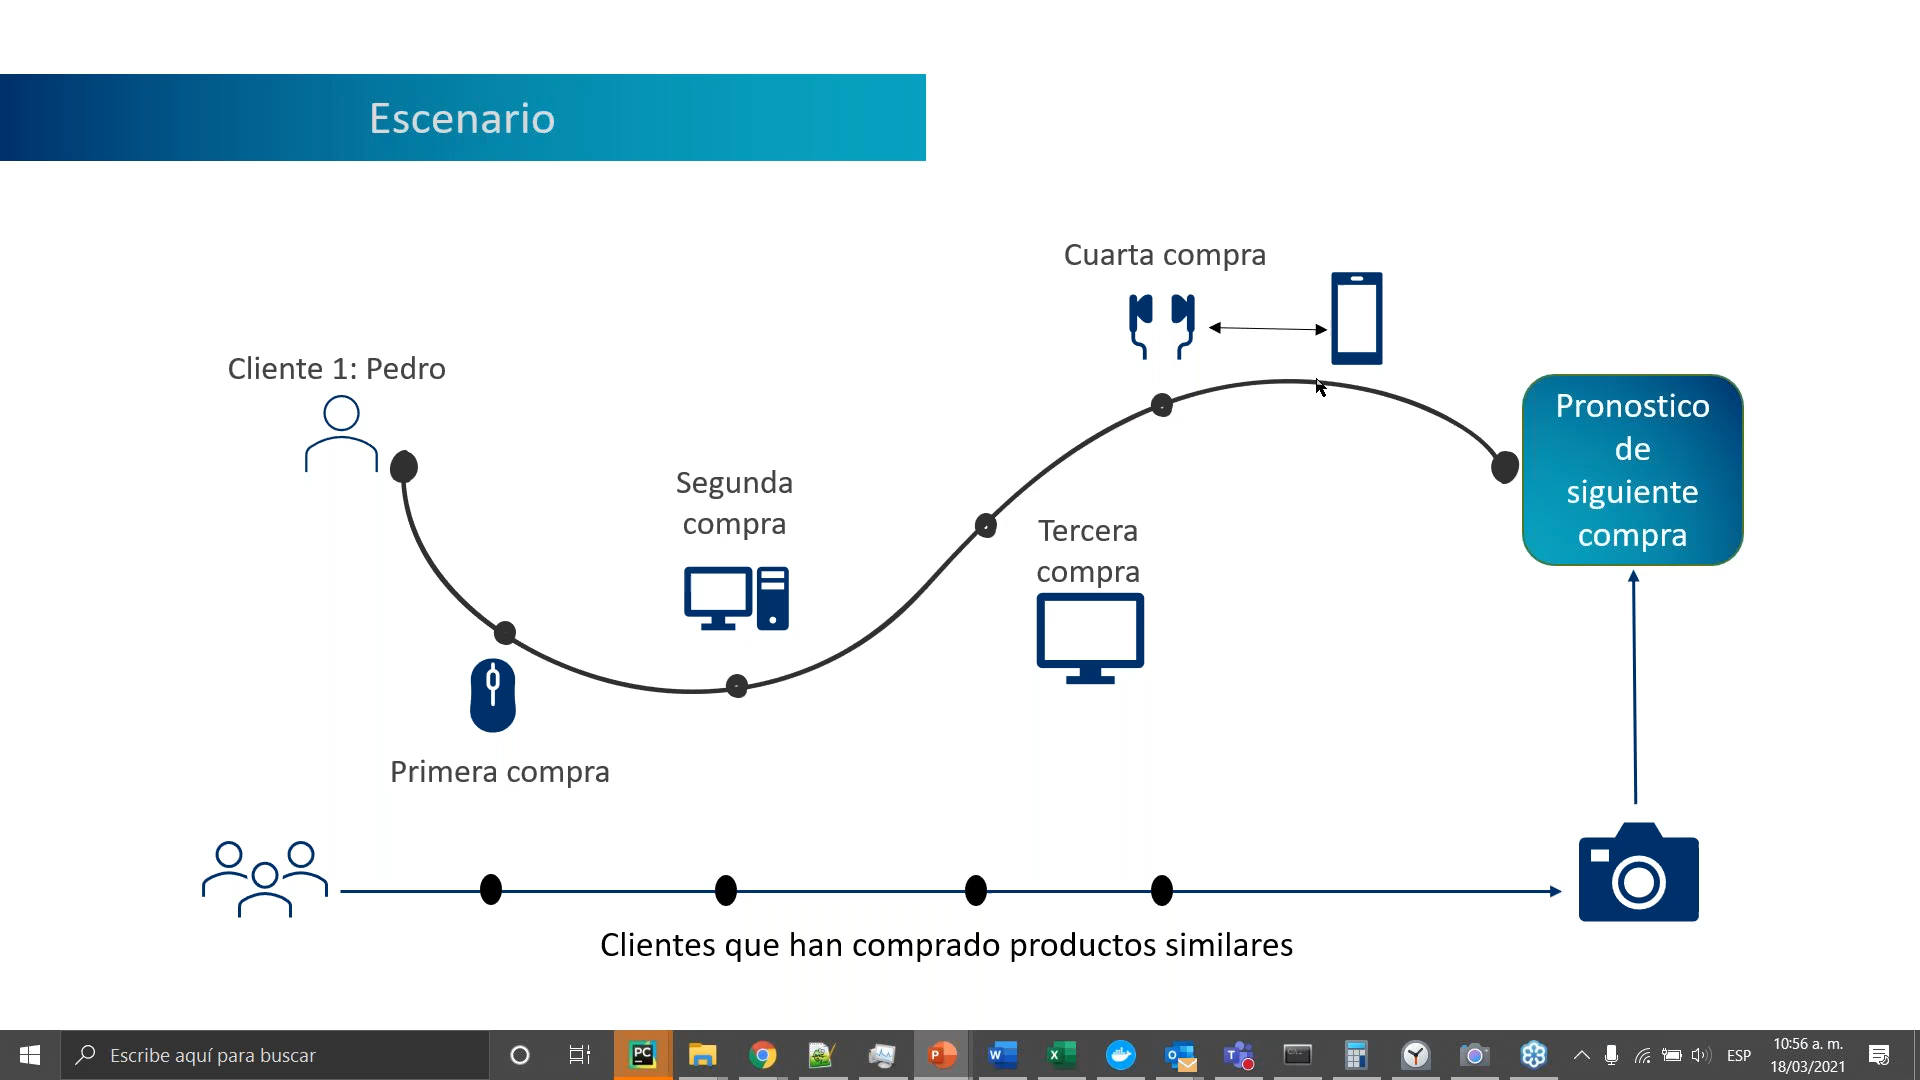 Escenario
Cuarta compra
Cliente 1: Pedro
Pronostico
de
siguiente
compra
Segunda
compra
Tercera
compra
Primera compra
Clientes que han comprado productos similares
Escribe aquí para buscar
PC
P
W
X
O
T
ESP
10:56 a. m.
18/03/2021